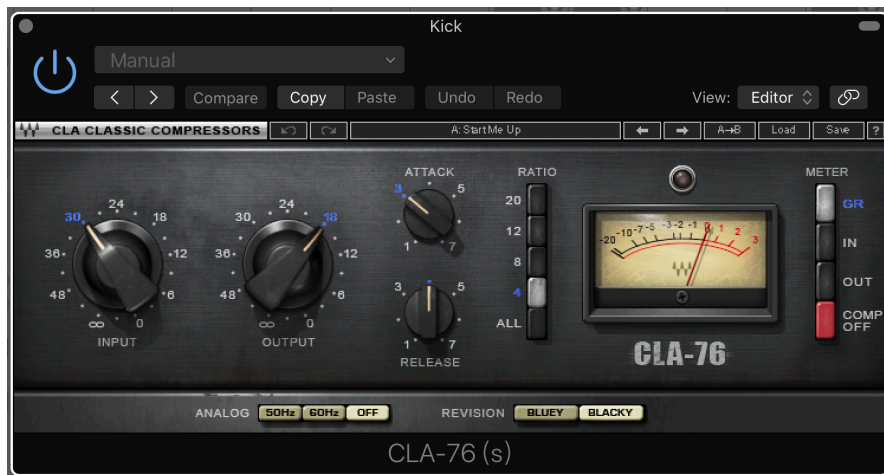 Kick
Manual
Compare Copy Paste Undo Redo View: Editor
CLA CLASSIC COMPRESSORS A: StartMe Up A→B Load Save ?
ATTACK RATIO METER
24 30 18 36 12 48 6 ∞ 0
INPUT
24 30 18 36 12 48 6 ∞ 0
OUTPUT
3 5 1 7
3 5 1 7
RELEASE
20
12
8
4
ALL
-20 -10 -7 -5 -3 -2 -1 0 1 2 3
GR
IN
OUT
COMP OFF
CLA-76
ANALOG 50Hz 60Hz OFF REVISION BLUEY BLACKY
CLA-76 (s)